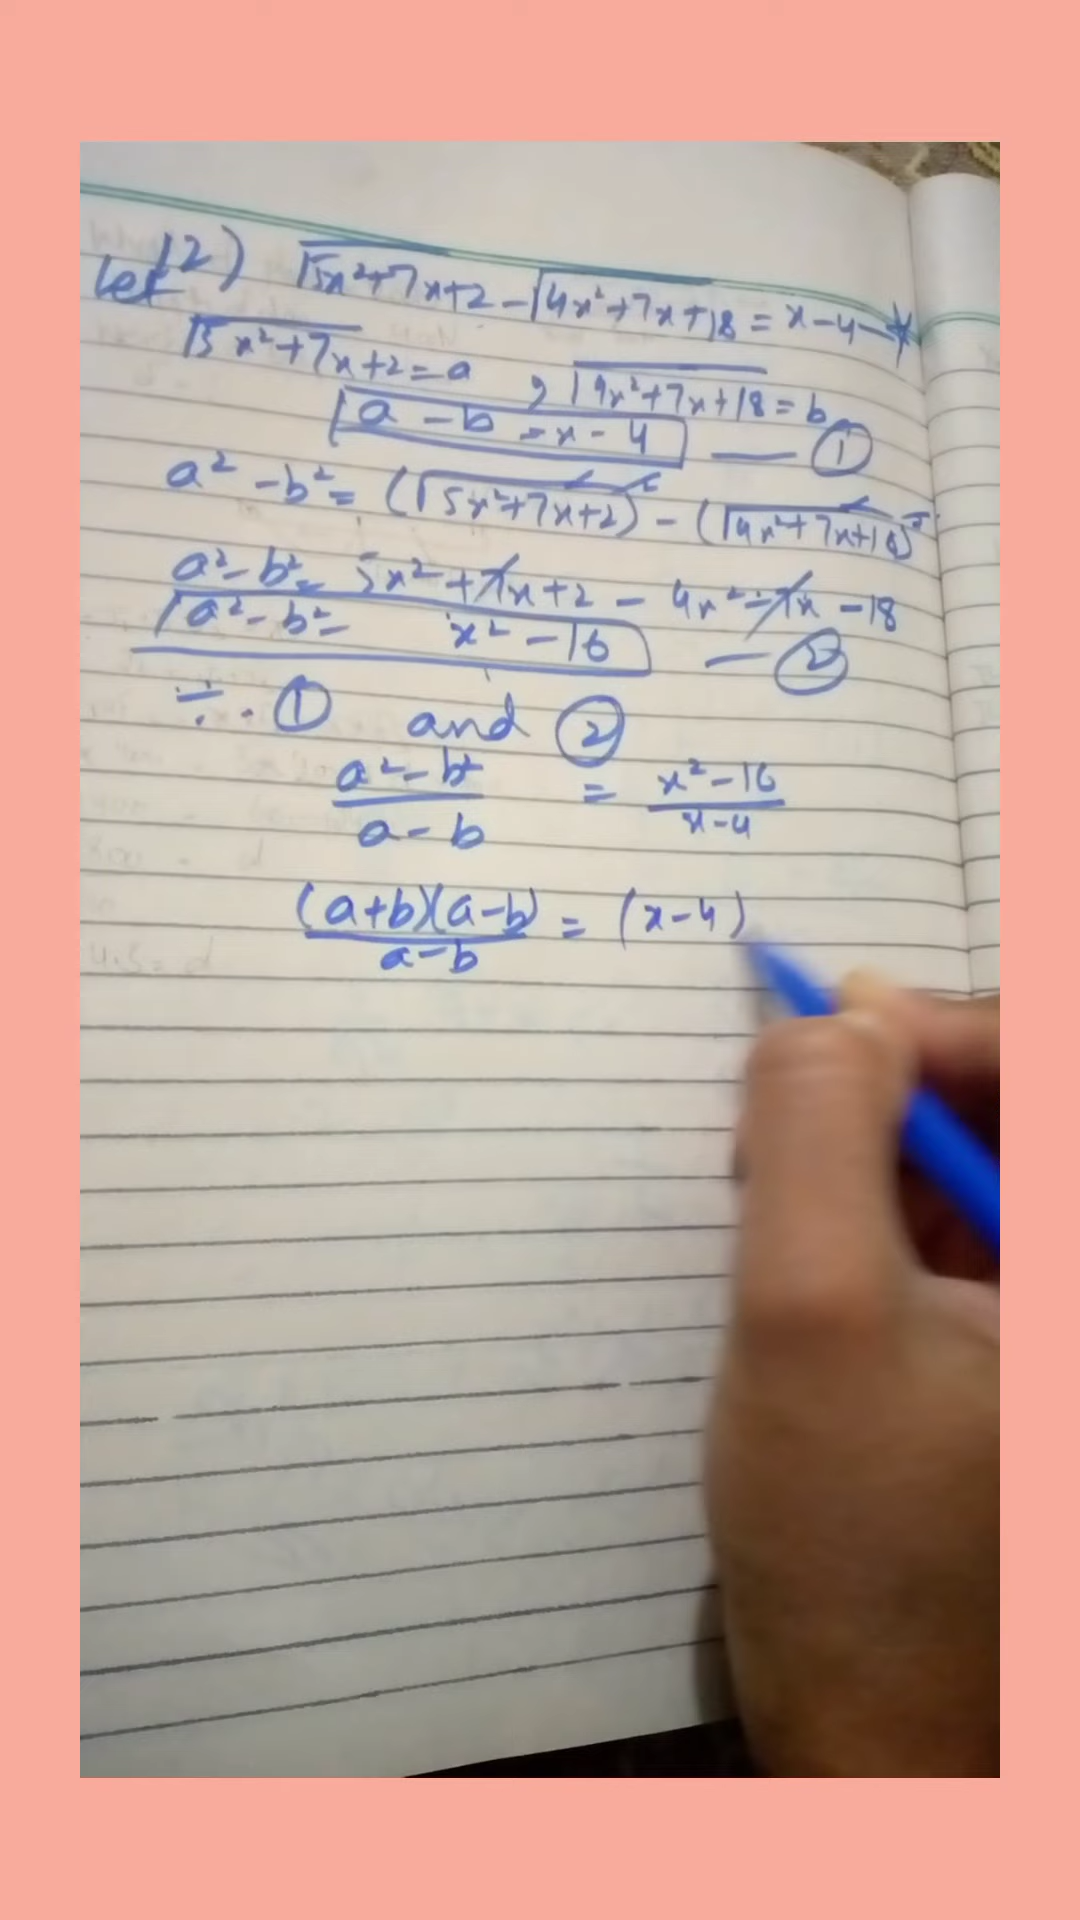 12) √5x²+7x+2 - √4x²+7x+18 = x-4 —*
Let
√5x²+7x+2 = a , √4x²+7x+18 = b
a - b = x - 4 — ①
a² - b² = (√5x²+7x+2)² - (√4x²+7x+18)²
a² - b² = 5x² + 7x + 2 - 4x² - 7x - 18
a² - b² = x² - 16 — ②
÷. ① and ②
a² - b² / a - b = x² - 16 / x - 4
(a+b)(a-b) / a - b = (x-4)